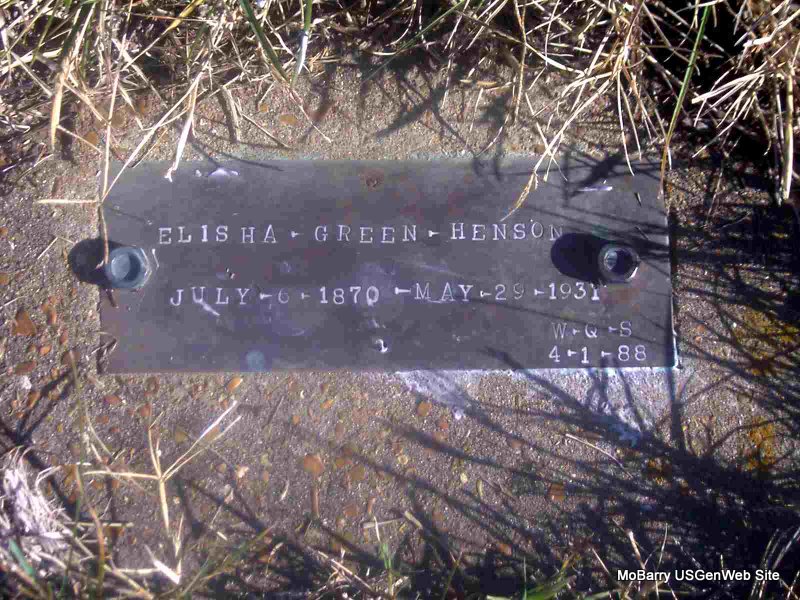 ELISHA - GREEN - HENSON
JULY - 6 - 1870 - MAY - 29 - 1931
W - Q - S
4 - 1 - 88
MoBarry USGenWeb Site